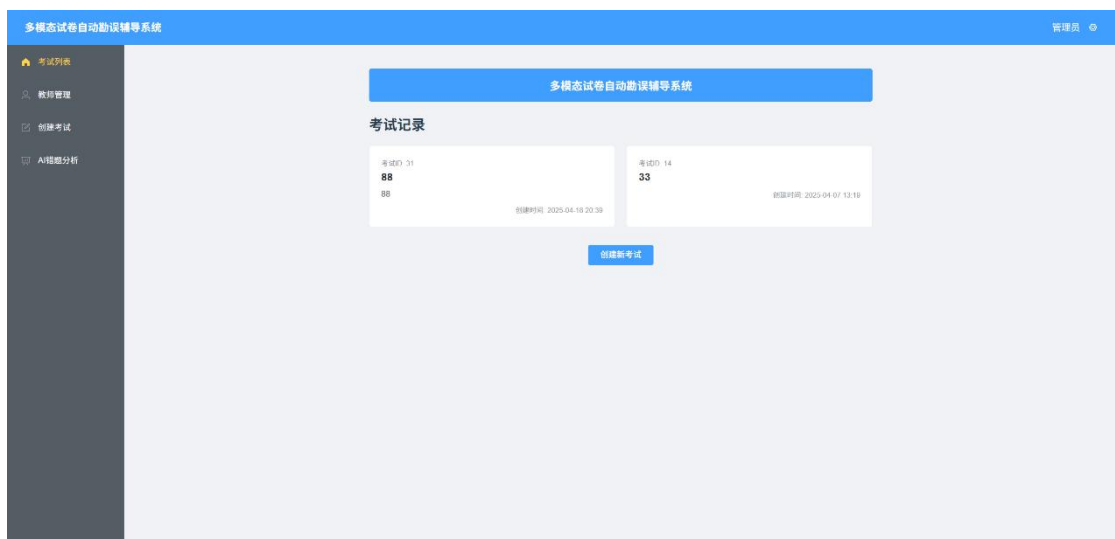 多模态试卷自动勘误辅导系统
管理员
考试列表
教师管理
创建考试
AI错题分析
多模态试卷自动勘误辅导系统
考试记录
考试ID: 31
88
88
创建时间: 2025-04-18 20:39
考试ID: 14
33
创建时间: 2025-04-07 13:19
创建新考试